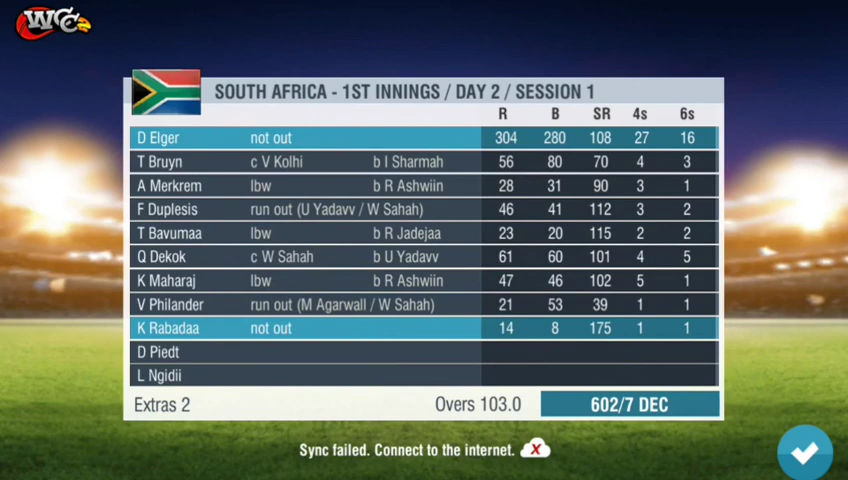 WCC
SOUTH AFRICA - 1ST INNINGS / DAY 2 / SESSION 1
R B SR 4s 6s
D Elger not out 304 280 108 27 16
T Bruyn c V Kolhi b I Sharmah 56 80 70 4 3
A Merkrem lbw b R Ashwiin 28 31 90 3 1
F Duplesis run out (U Yadavv / W Sahah) 46 41 112 3 2
T Bavumaa lbw b R Jadejaa 23 20 115 2 2
Q Dekok c W Sahah b U Yadavv 61 60 101 4 5
K Maharaj lbw b R Ashwiin 47 46 102 5 1
V Philander run out (M Agarwall / W Sahah) 21 53 39 1 1
K Rabadaa not out 14 8 175 1 1
D Piedt
L Ngidii
Extras 2 Overs 103.0 602/7 DEC
Sync failed. Connect to the internet. X